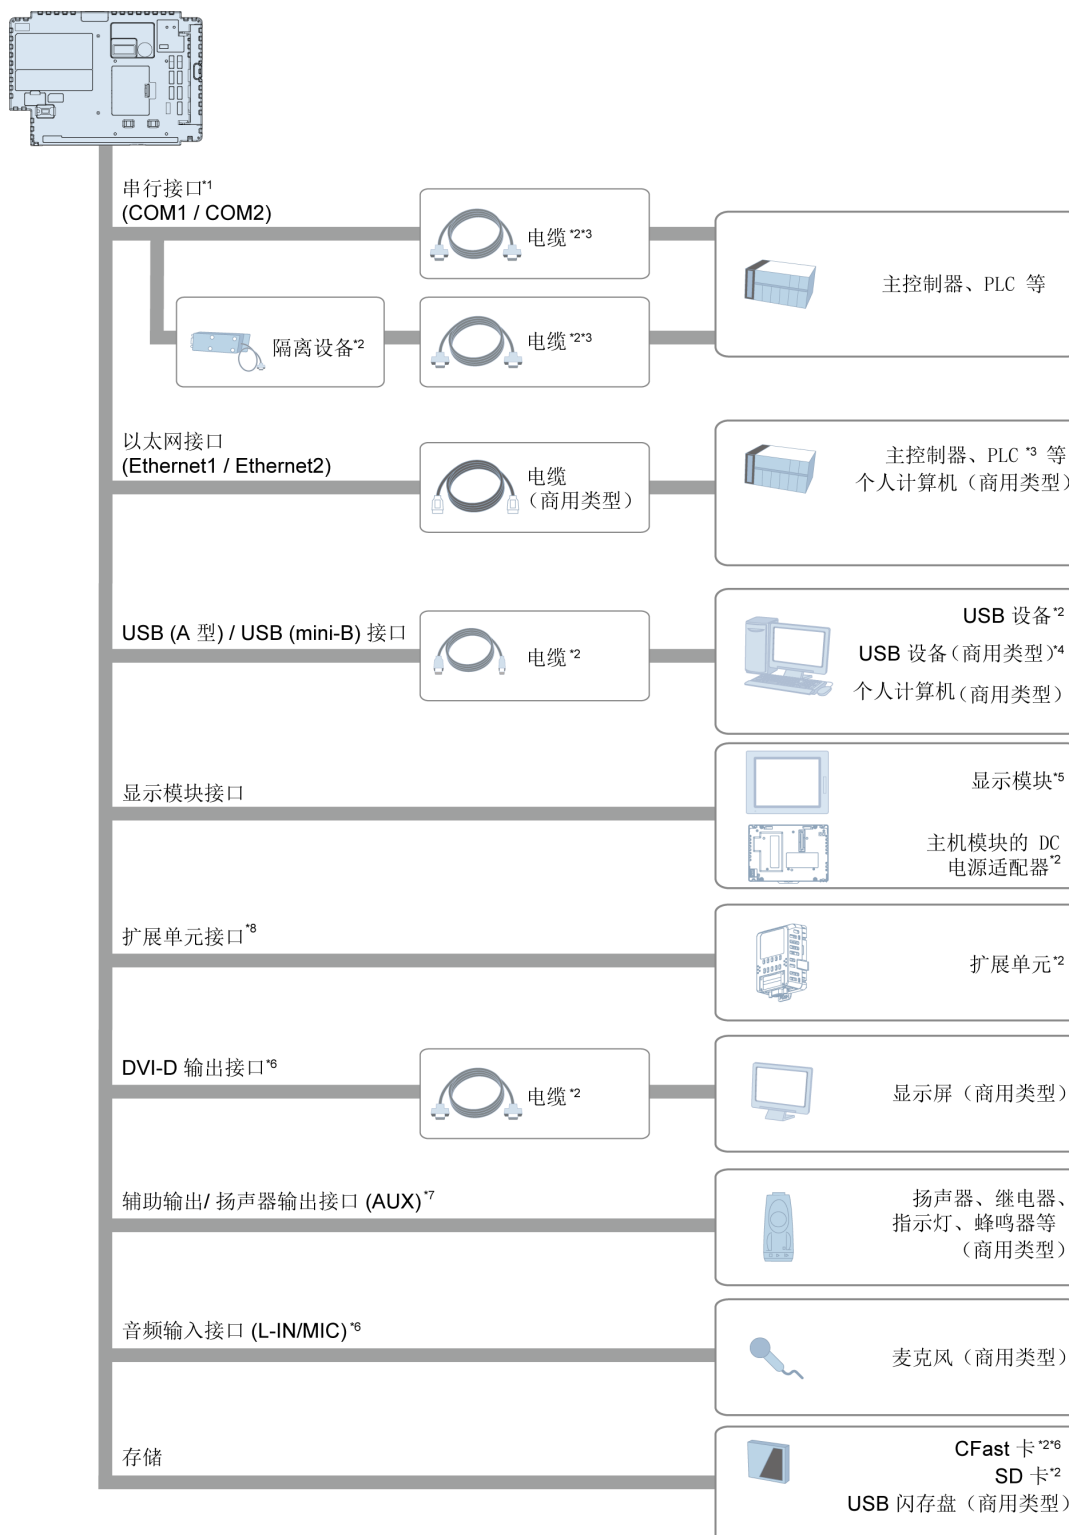 串行接口*1
(COM1 / COM2)
电缆*2*3
主控制器、PLC 等
隔离设备*2
电缆*2*3
以太网接口
(Ethernet1 / Ethernet2)
电缆
（商用类型）
主控制器、PLC *3 等
个人计算机（商用类型）
USB (A 型) / USB (mini-B) 接口
电缆*2
USB 设备*2
USB 设备（商用类型）*4
个人计算机（商用类型）
显示模块接口
显示模块*5
主机模块的 DC
电源适配器*2
扩展单元接口*8
扩展单元*2
DVI-D 输出接口*6
电缆*2
显示屏（商用类型）
辅助输出/ 扬声器输出接口 (AUX)*7
扬声器、继电器、
指示灯、蜂鸣器等
（商用类型）
音频输入接口 (L-IN/MIC)*6
麦克风（商用类型）
存储
CFast 卡*2*6
SD 卡*2
USB 闪存盘（商用类型）